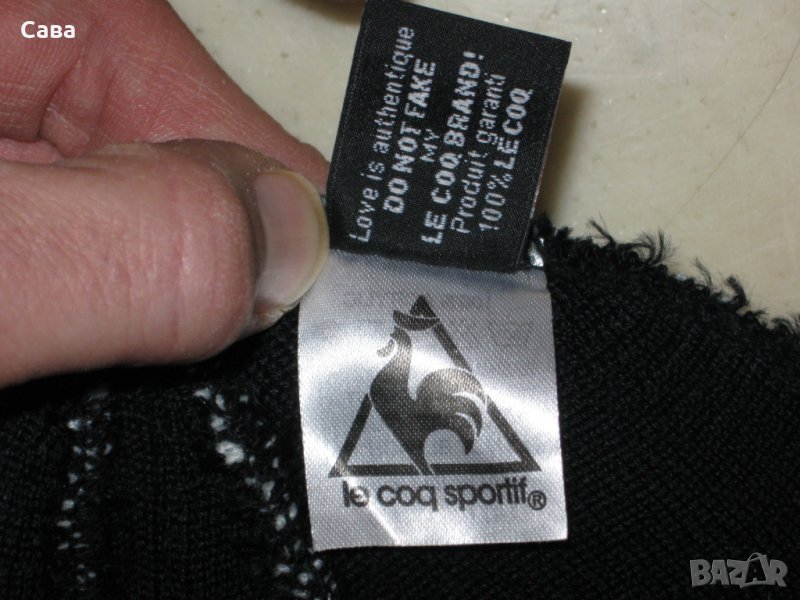 Сава
Love is authentique
DO NOT FAKE
MY
LE COQ BRAND!
Produit garanti
100% LE COQ
le coq sportif®
BAZAR